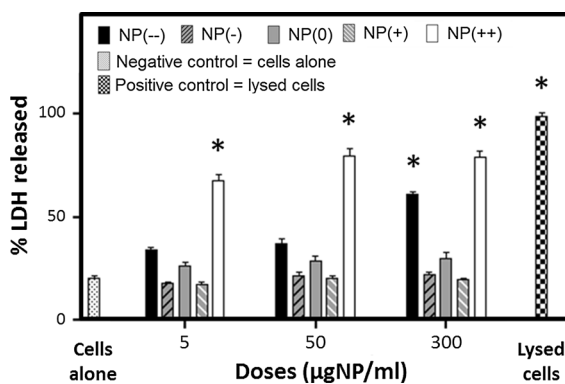 NP(--) NP(-) NP(0) NP(+) NP(++)
Negative control = cells alone
Positive control = lysed cells
% LDH released
100
50
0
* * * * *
5 50 300
Cells alone
Doses (µgNP/ml)
Lysed cells